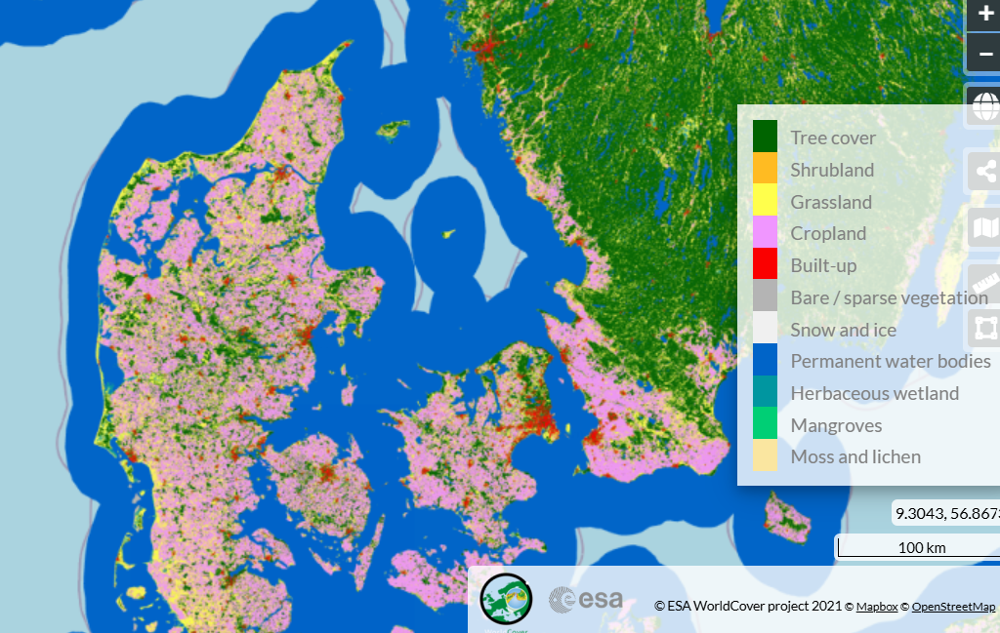 +
−
Tree cover
Shrubland
Grassland
Cropland
Built-up
Bare / sparse vegetation
Snow and ice
Permanent water bodies
Herbaceous wetland
Mangroves
Moss and lichen
9.3043, 56.867
100 km
esa
© ESA WorldCover project 2021 © Mapbox © OpenStreetMap
Cover